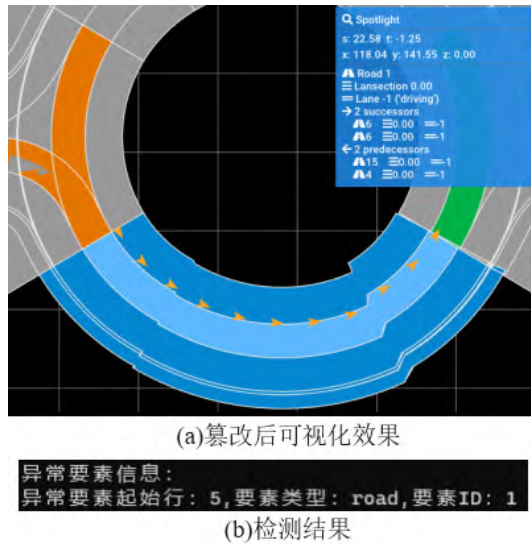 Spotlight
s: 22.58 t: -1.25
x: 118.04 y: 141.55 z: 0.00
Road 1
Lansection 0.00
Lane -1 ('driving')
→ 2 successors
6 0.00 -1
6 0.00 -1
← 2 predecessors
15 0.00 -1
4 0.00 -1
(a)篡改后可视化效果
异常要素信息:
异常要素起始行: 5,要素类型: road,要素ID: 1
(b)检测结果